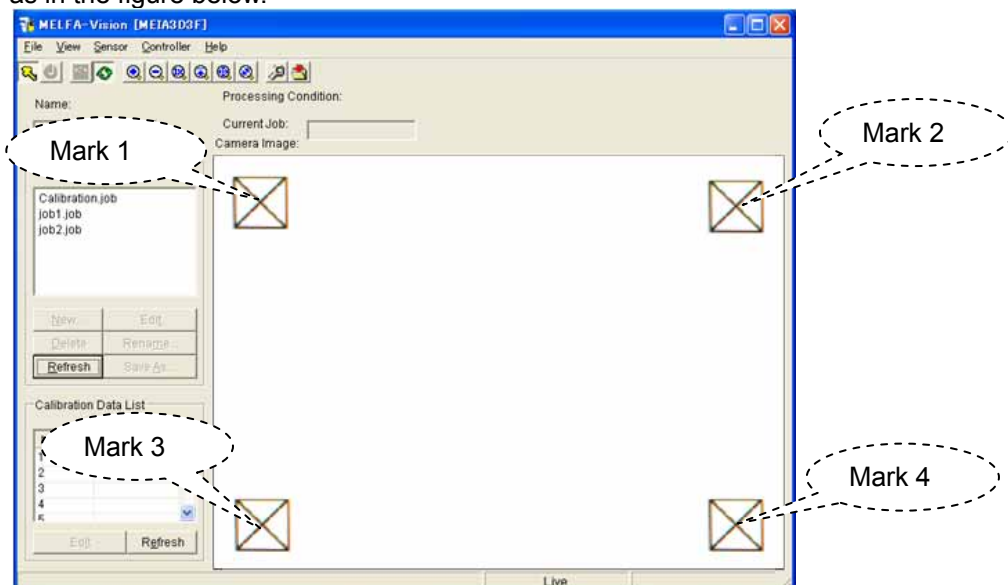 as in the figure below.
MELFA-Vision [MEIA3D3F]
File View Sensor Controller Help
Name:
Processing Condition:
Current Job:
Camera Image:
Mark 1
Mark 2
Calibration.job
job1.job
job2.job
New... Edit
Delete Rename...
Refresh Save As...
Calibration Data List
Mark 3
1
2
3
4
5
Mark 4
Edit Refresh
Live